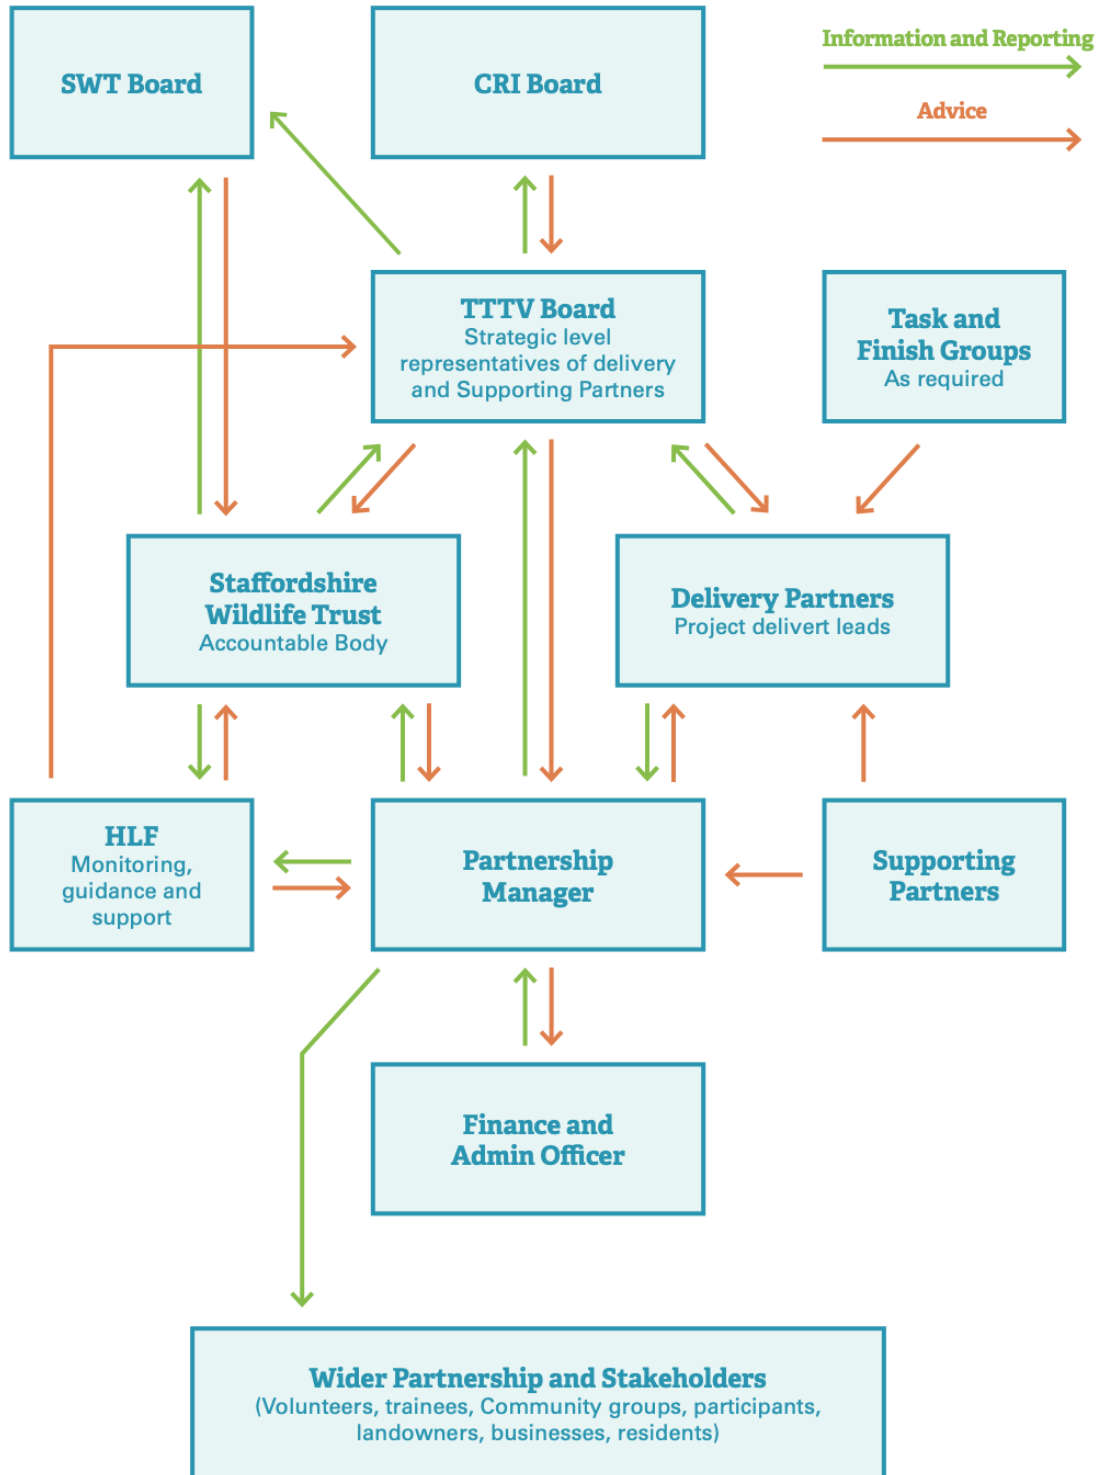 SWT Board
CRI Board
Information and Reporting
Advice
TTTV Board
Strategic level
representatives of delivery
and Supporting Partners
Task and
Finish Groups
As required
Staffordshire
Wildlife Trust
Accountable Body
Delivery Partners
Project delivert leads
HLF
Monitoring,
guidance and
support
Partnership
Manager
Supporting
Partners
Finance and
Admin Officer
Wider Partnership and Stakeholders
(Volunteers, trainees, Community groups, participants,
landowners, businesses, residents)